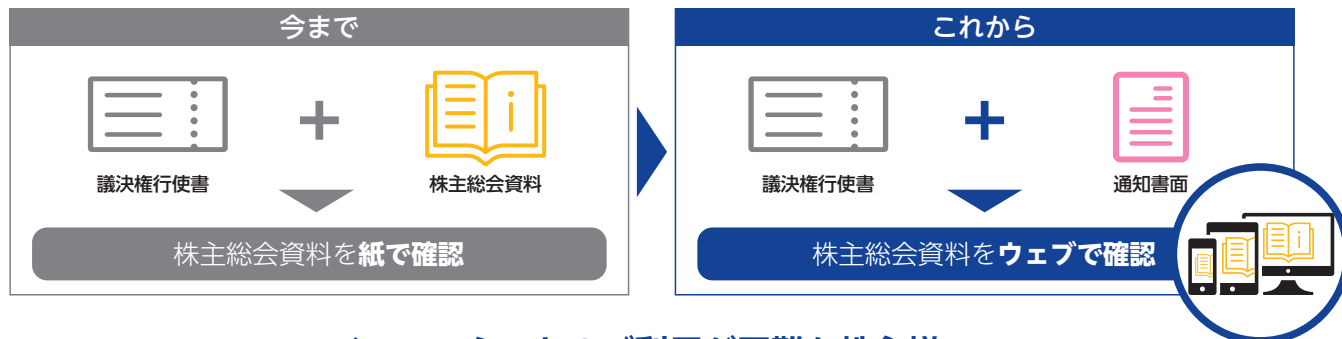 今まで
議決権行使書
株主総会資料
株主総会資料を紙で確認
これから
議決権行使書
通知書面
株主総会資料をウェブで確認